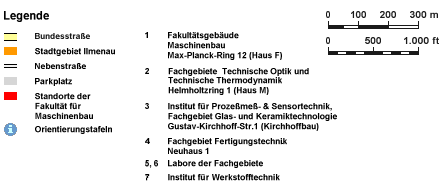 Legende
Bundesstraße
Stadtgebiet Ilmenau
Nebenstraße
Parkplatz
Standorte der
Fakultät für
Maschinenbau
Orientierungstafeln
1 Fakultätsgebäude
Maschinenbau
Max-Planck-Ring 12 (Haus F)
2 Fachgebiete Technische Optik und
Technische Thermodynamik
Helmholtzring 1 (Haus M)
3 Institut für Prozeßmeß- & Sensortechnik,
Fachgebiet Glas- und Keramiktechnologie
Gustav-Kirchhoff-Str.1 (Kirchhoffbau)
4 Fachgebiet Fertigungstechnik
Neuhaus 1
5, 6 Labore der Fachgebiete
7 Institut für Werkstofftechnik
0 100 200 300 m
0 500 1.000 ft